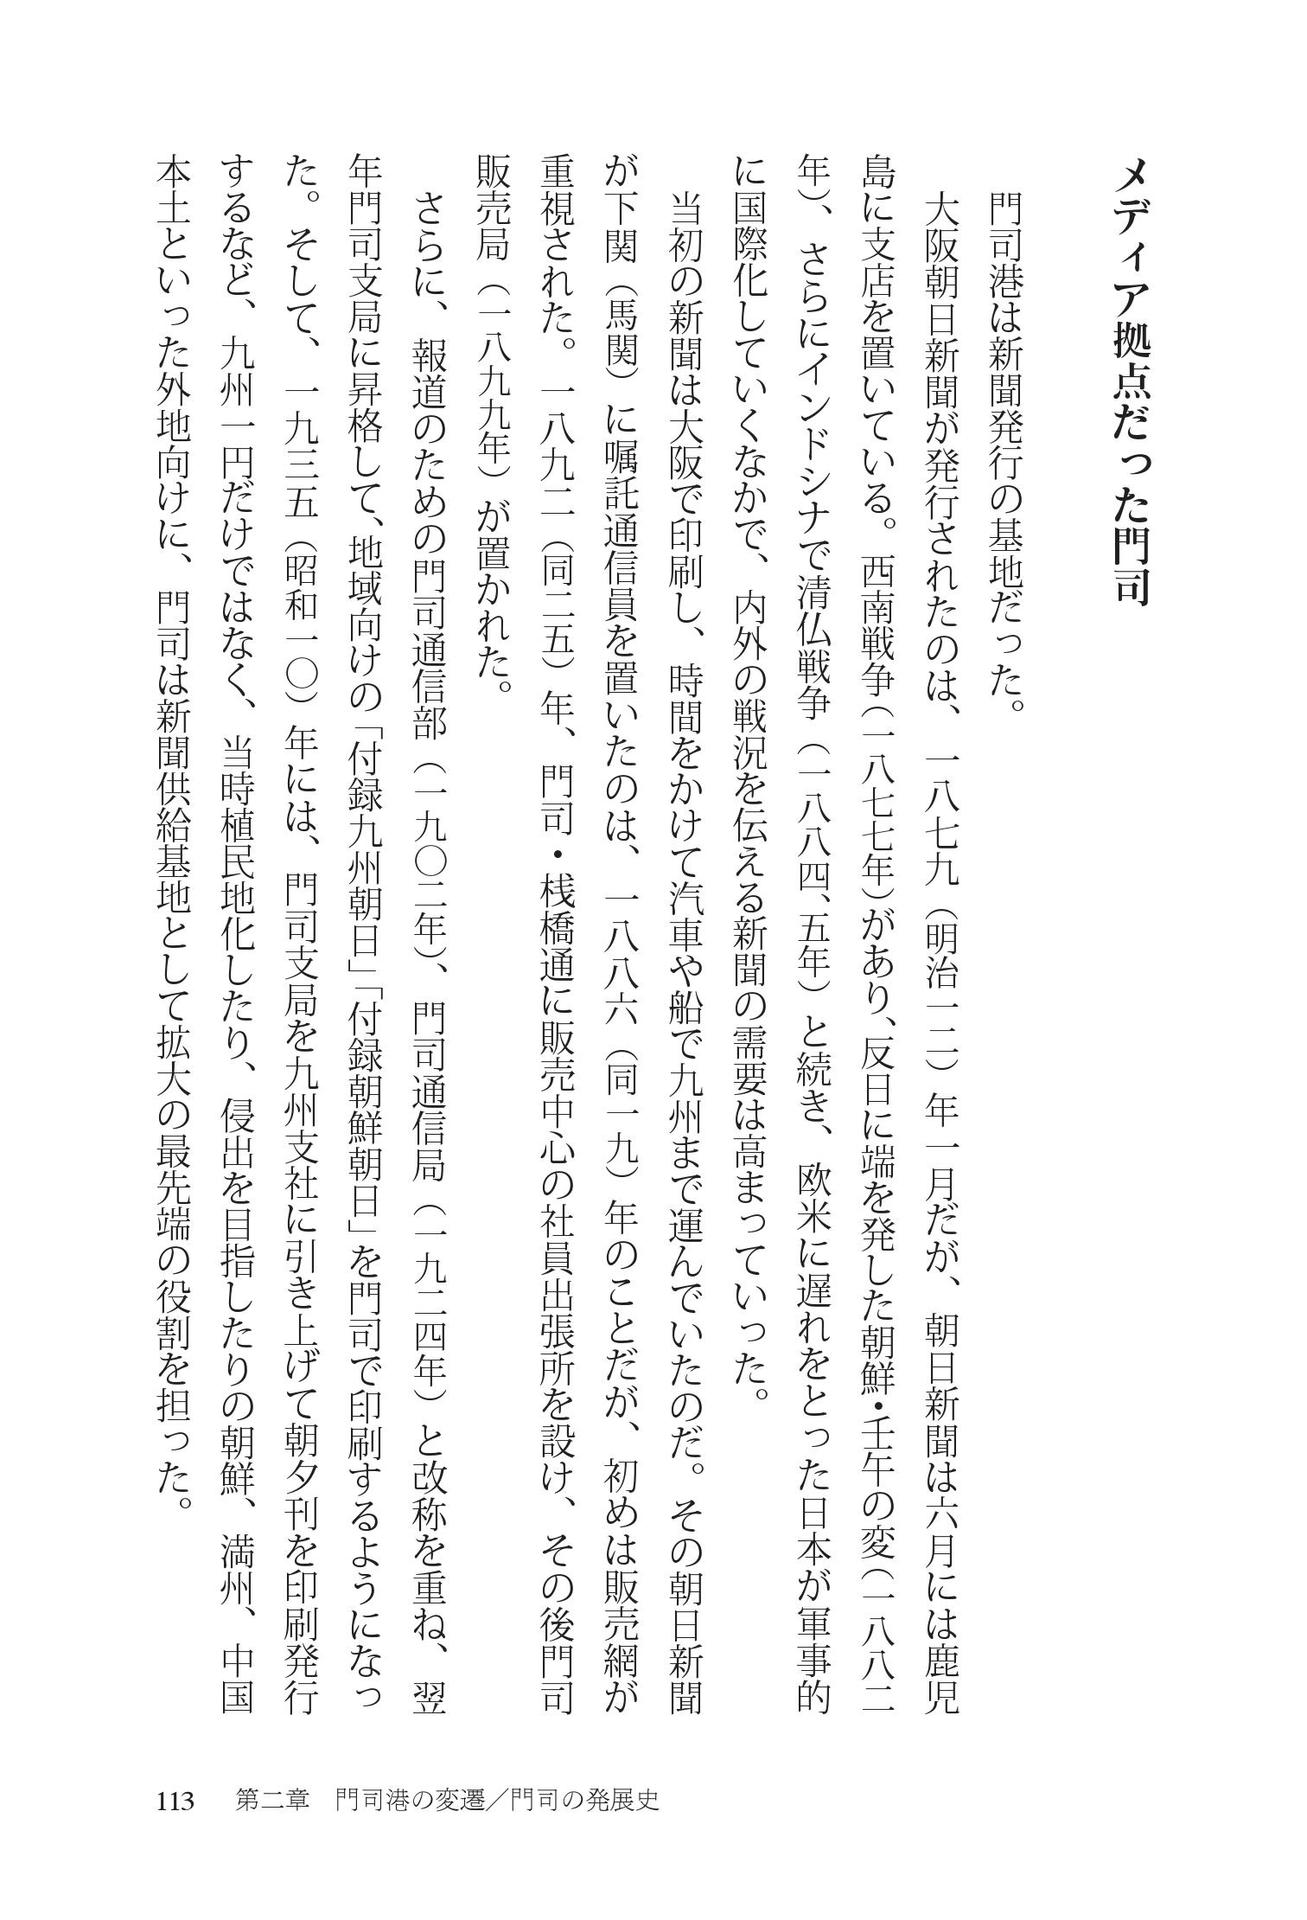 メディア拠点だった門司
門司港は新聞発行の基地だった。
大阪朝日新聞が発行されたのは、一八七九（明治一二）年一月だが、朝日新聞は六月には鹿児
島に支店を置いている。西南戦争（一八七七年）があり、反日に端を発した朝鮮・壬午の変（一八八二
年）、さらにインドシナで清仏戦争（一八八四、五年）と続き、欧米に遅れをとった日本が軍事的
に国際化していくなかで、内外の戦況を伝える新聞の需要は高まっていった。
当初の新聞は大阪で印刷し、時間をかけて汽車や船で九州まで運んでいたのだ。その朝日新聞
が下関（馬関）に嘱託通信員を置いたのは、一八八六（同一九）年のことだが、初めは販売網が
重視された。一八九二（同二五）年、門司・桟橋通に販売中心の社員出張所を設け、その後門司
販売局（一八九九年）が置かれた。
さらに、報道のための門司通信部（一九〇二年）、門司通信局（一九二四年）と改称を重ね、翌
年門司支局に昇格して、地域向けの「付録九州朝日」「付録朝鮮朝日」を門司で印刷するようになっ
た。そして、一九三五（昭和一〇）年には、門司支局を九州支社に引き上げて朝夕刊を印刷発行
するなど、九州一円だけではなく、当時植民地化したり、侵出を目指したりの朝鮮、満州、中国
本土といった外地向けに、門司は新聞供給基地として拡大の最先端の役割を担った。
113　第二章　門司港の変遷／門司の発展史